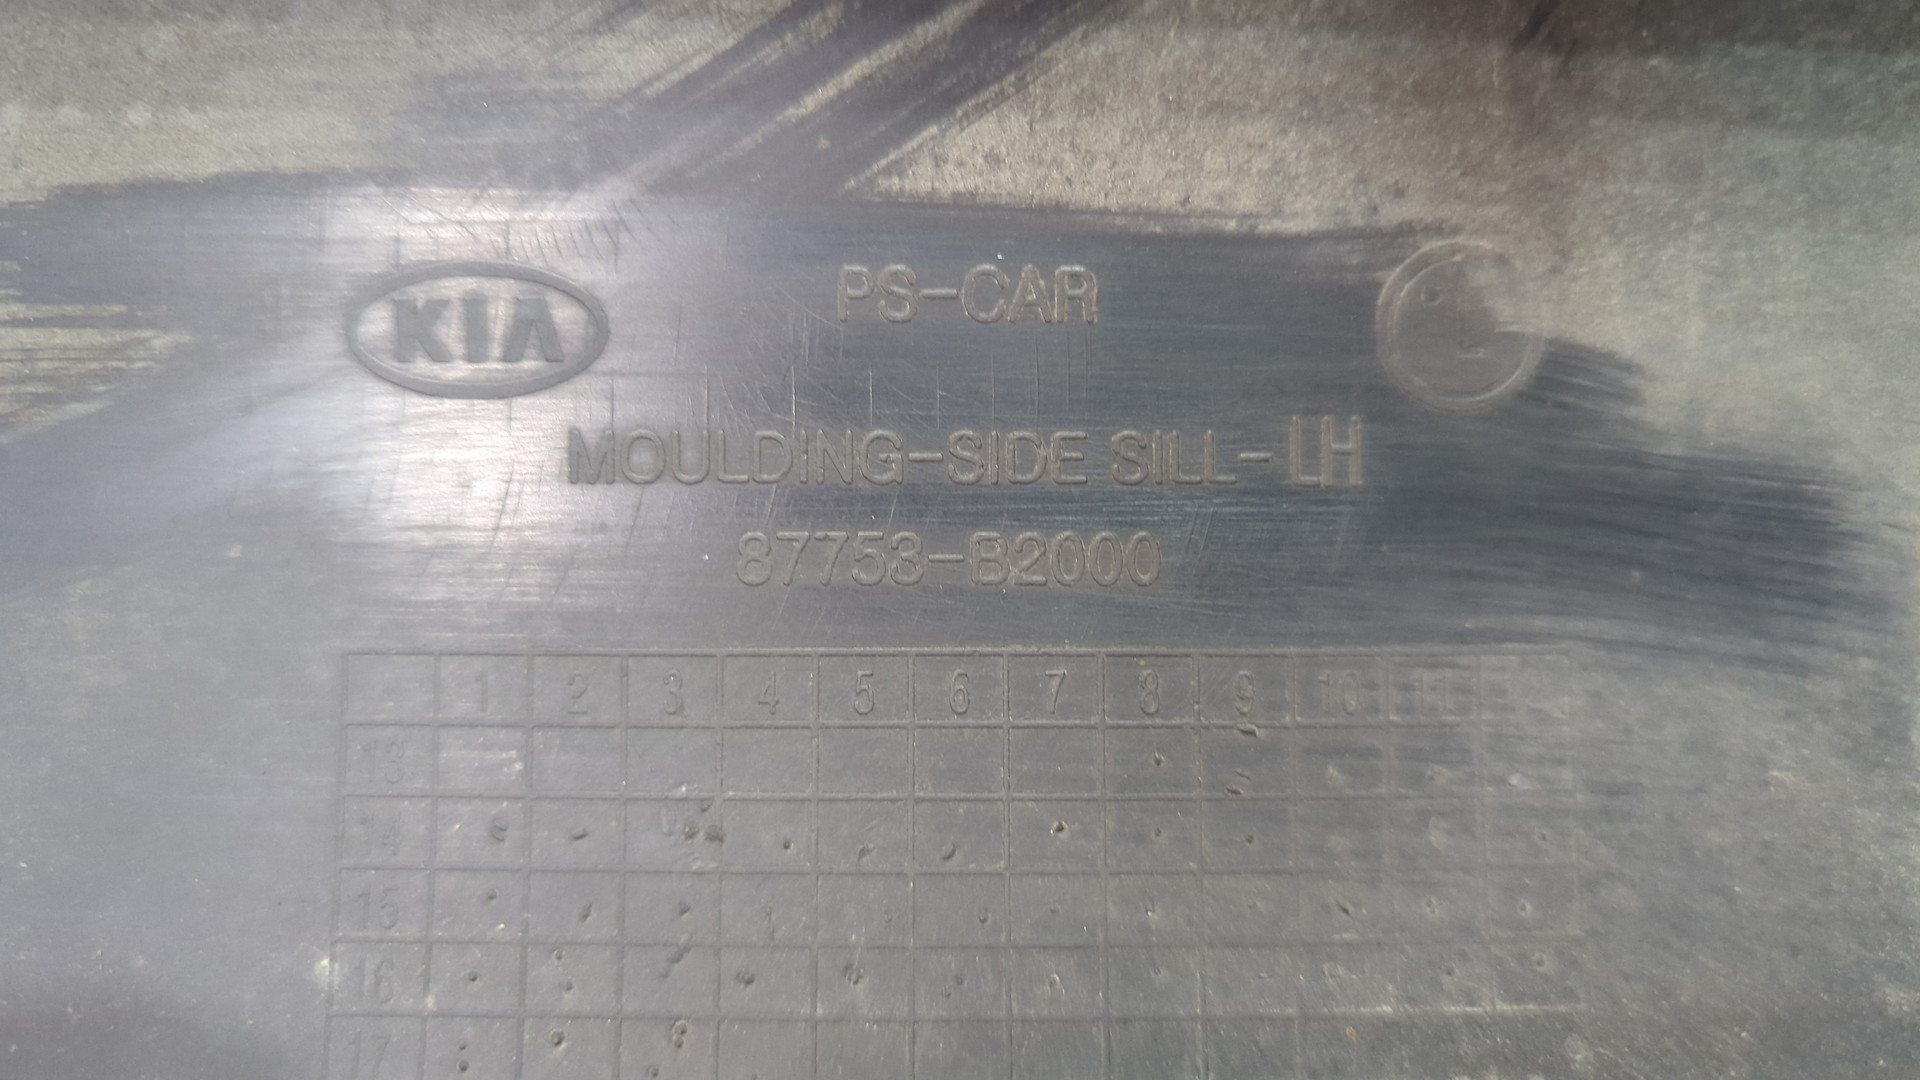 KIA
PS-CAR
L
MOULDING-SIDE SILL-LH
87753-B2000
1 2 3 4 5 6 7 8 9 10 11 12
13
14
15
16
17